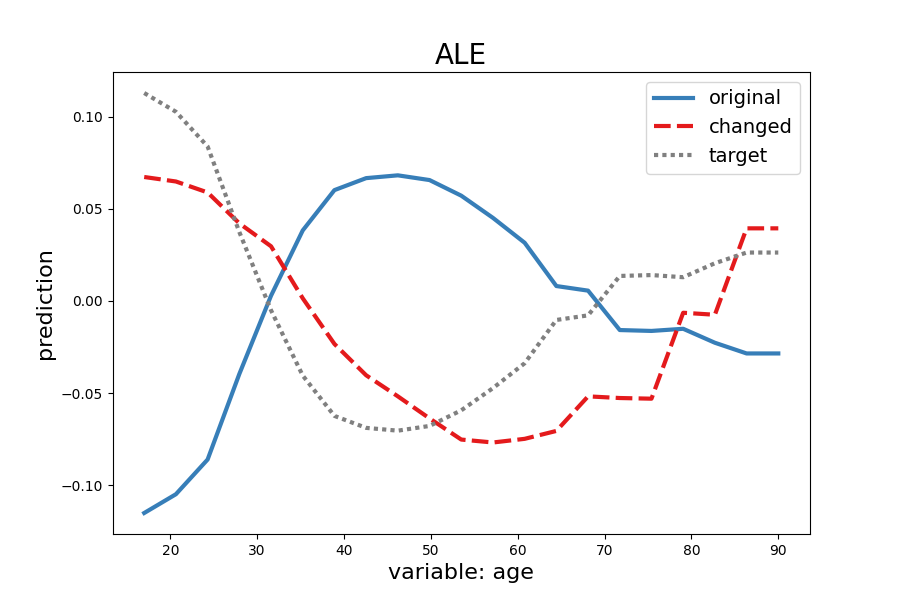 ALE
original
changed
target
prediction
0.10
0.05
0.00
−0.05
−0.10
20 30 40 50 60 70 80 90
variable: age